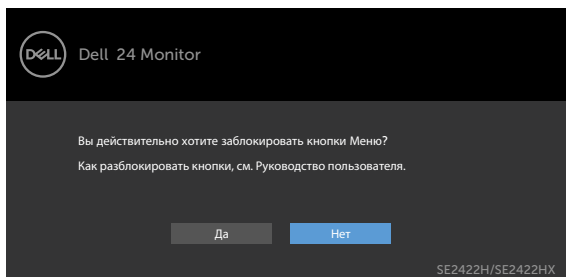 DELL
Dell 24 Monitor
Вы действительно хотите заблокировать кнопки Меню?
Как разблокировать кнопки, см. Руководство пользователя.
Да
Нет
SE2422H/SE2422HX